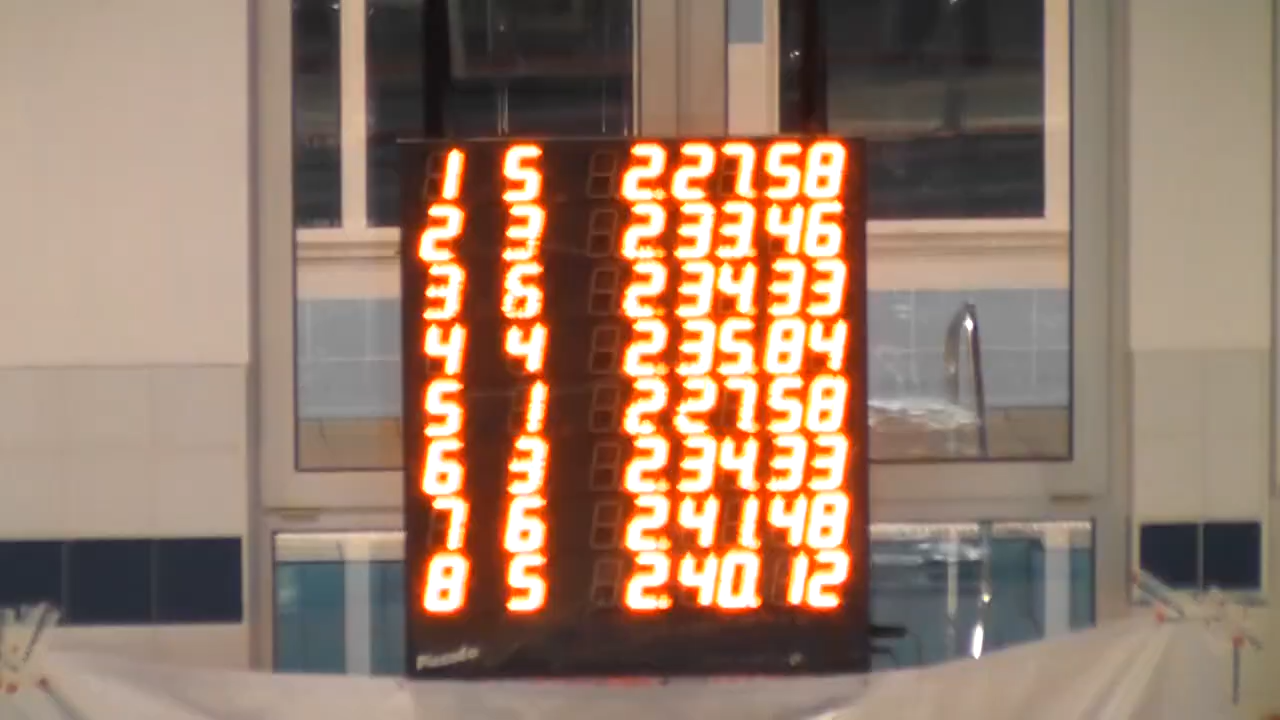 1 5 2.27.58
2 3 2.33.46
3 6 2.34.33
4 4 2.35.84
5 1 2.27.58
6 3 2.34.33
7 6 2.41.48
8 5 2.40.12